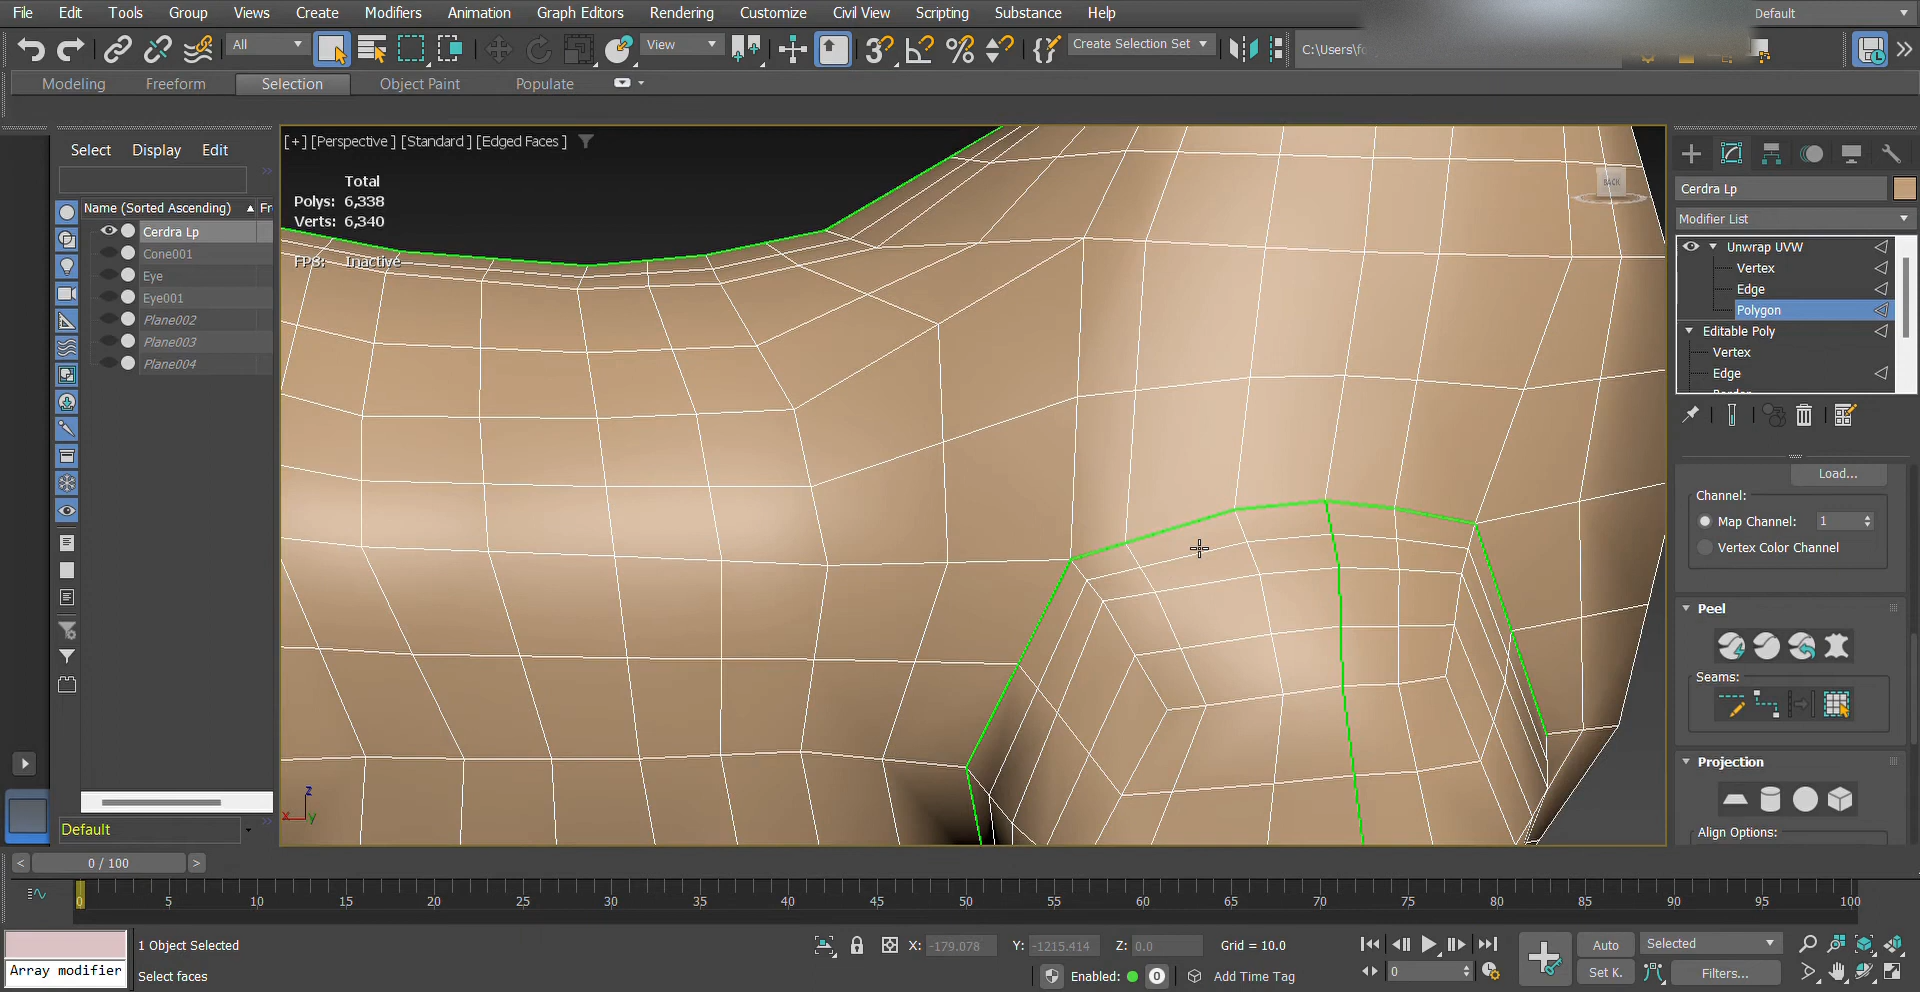 File Edit Tools Group Views Create Modifiers Animation Graph Editors Rendering Customize Civil View Scripting Substance Help Default
All View Create Selection Set C:\Users\fo
Modeling Freeform Selection Object Paint Populate
Select Display Edit
Name (Sorted Ascending) Fr
Cerdra Lp
Cone001
Eye
Eye001
Plane002
Plane003
Plane004
Default
[+] [Perspective ] [Standard ] [Edged Faces ]
Total
Polys: 6,338
Verts: 6,340
FPS: Inactive
BACK
z
x y
Cerdra Lp
Modifier List
Unwrap UVW
Vertex
Edge
Polygon
Editable Poly
Vertex
Edge
Border
Load...
Channel:
Map Channel: 1
Vertex Color Channel
Peel
Seams:
Projection
Align Options:
< 0 / 100 >
0 5 10 15 20 25 30 35 40 45 50 55 60 65 70 75 80 85 90 95 100
1 Object Selected X: -179.078 Y: -1215.414 Z: 0.0 Grid = 10.0 Auto Selected
Array modifier Select faces Enabled: 0 Add Time Tag 0 Set K. Filters...